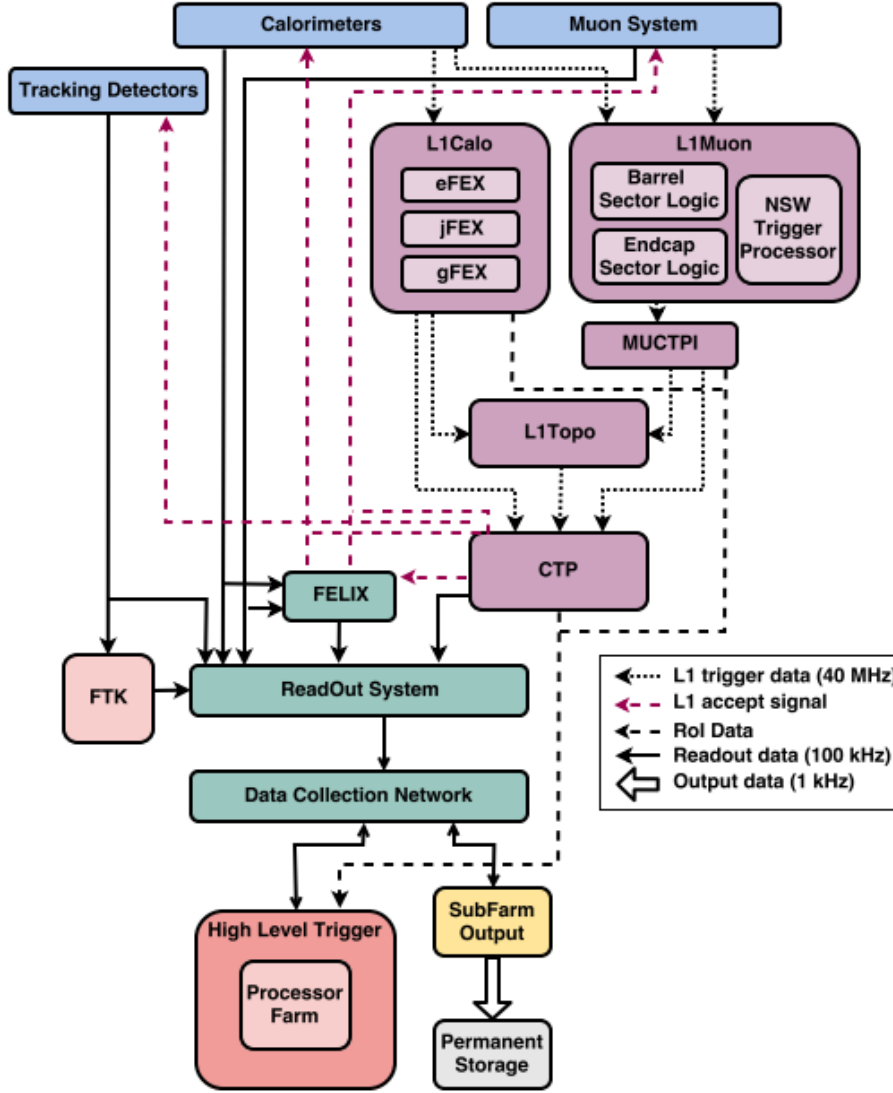 Calorimeters
Muon System
Tracking Detectors
L1Calo
eFEX
jFEX
gFEX
L1Muon
Barrel
Sector Logic
Endcap
Sector Logic
NSW
Trigger
Processor
MUCTPI
L1Topo
CTP
FELIX
FTK
ReadOut System
Data Collection Network
L1 trigger data (40 MHz)
L1 accept signal
RoI Data
Readout data (100 kHz)
Output data (1 kHz)
High Level Trigger
Processor
Farm
SubFarm
Output
Permanent
Storage